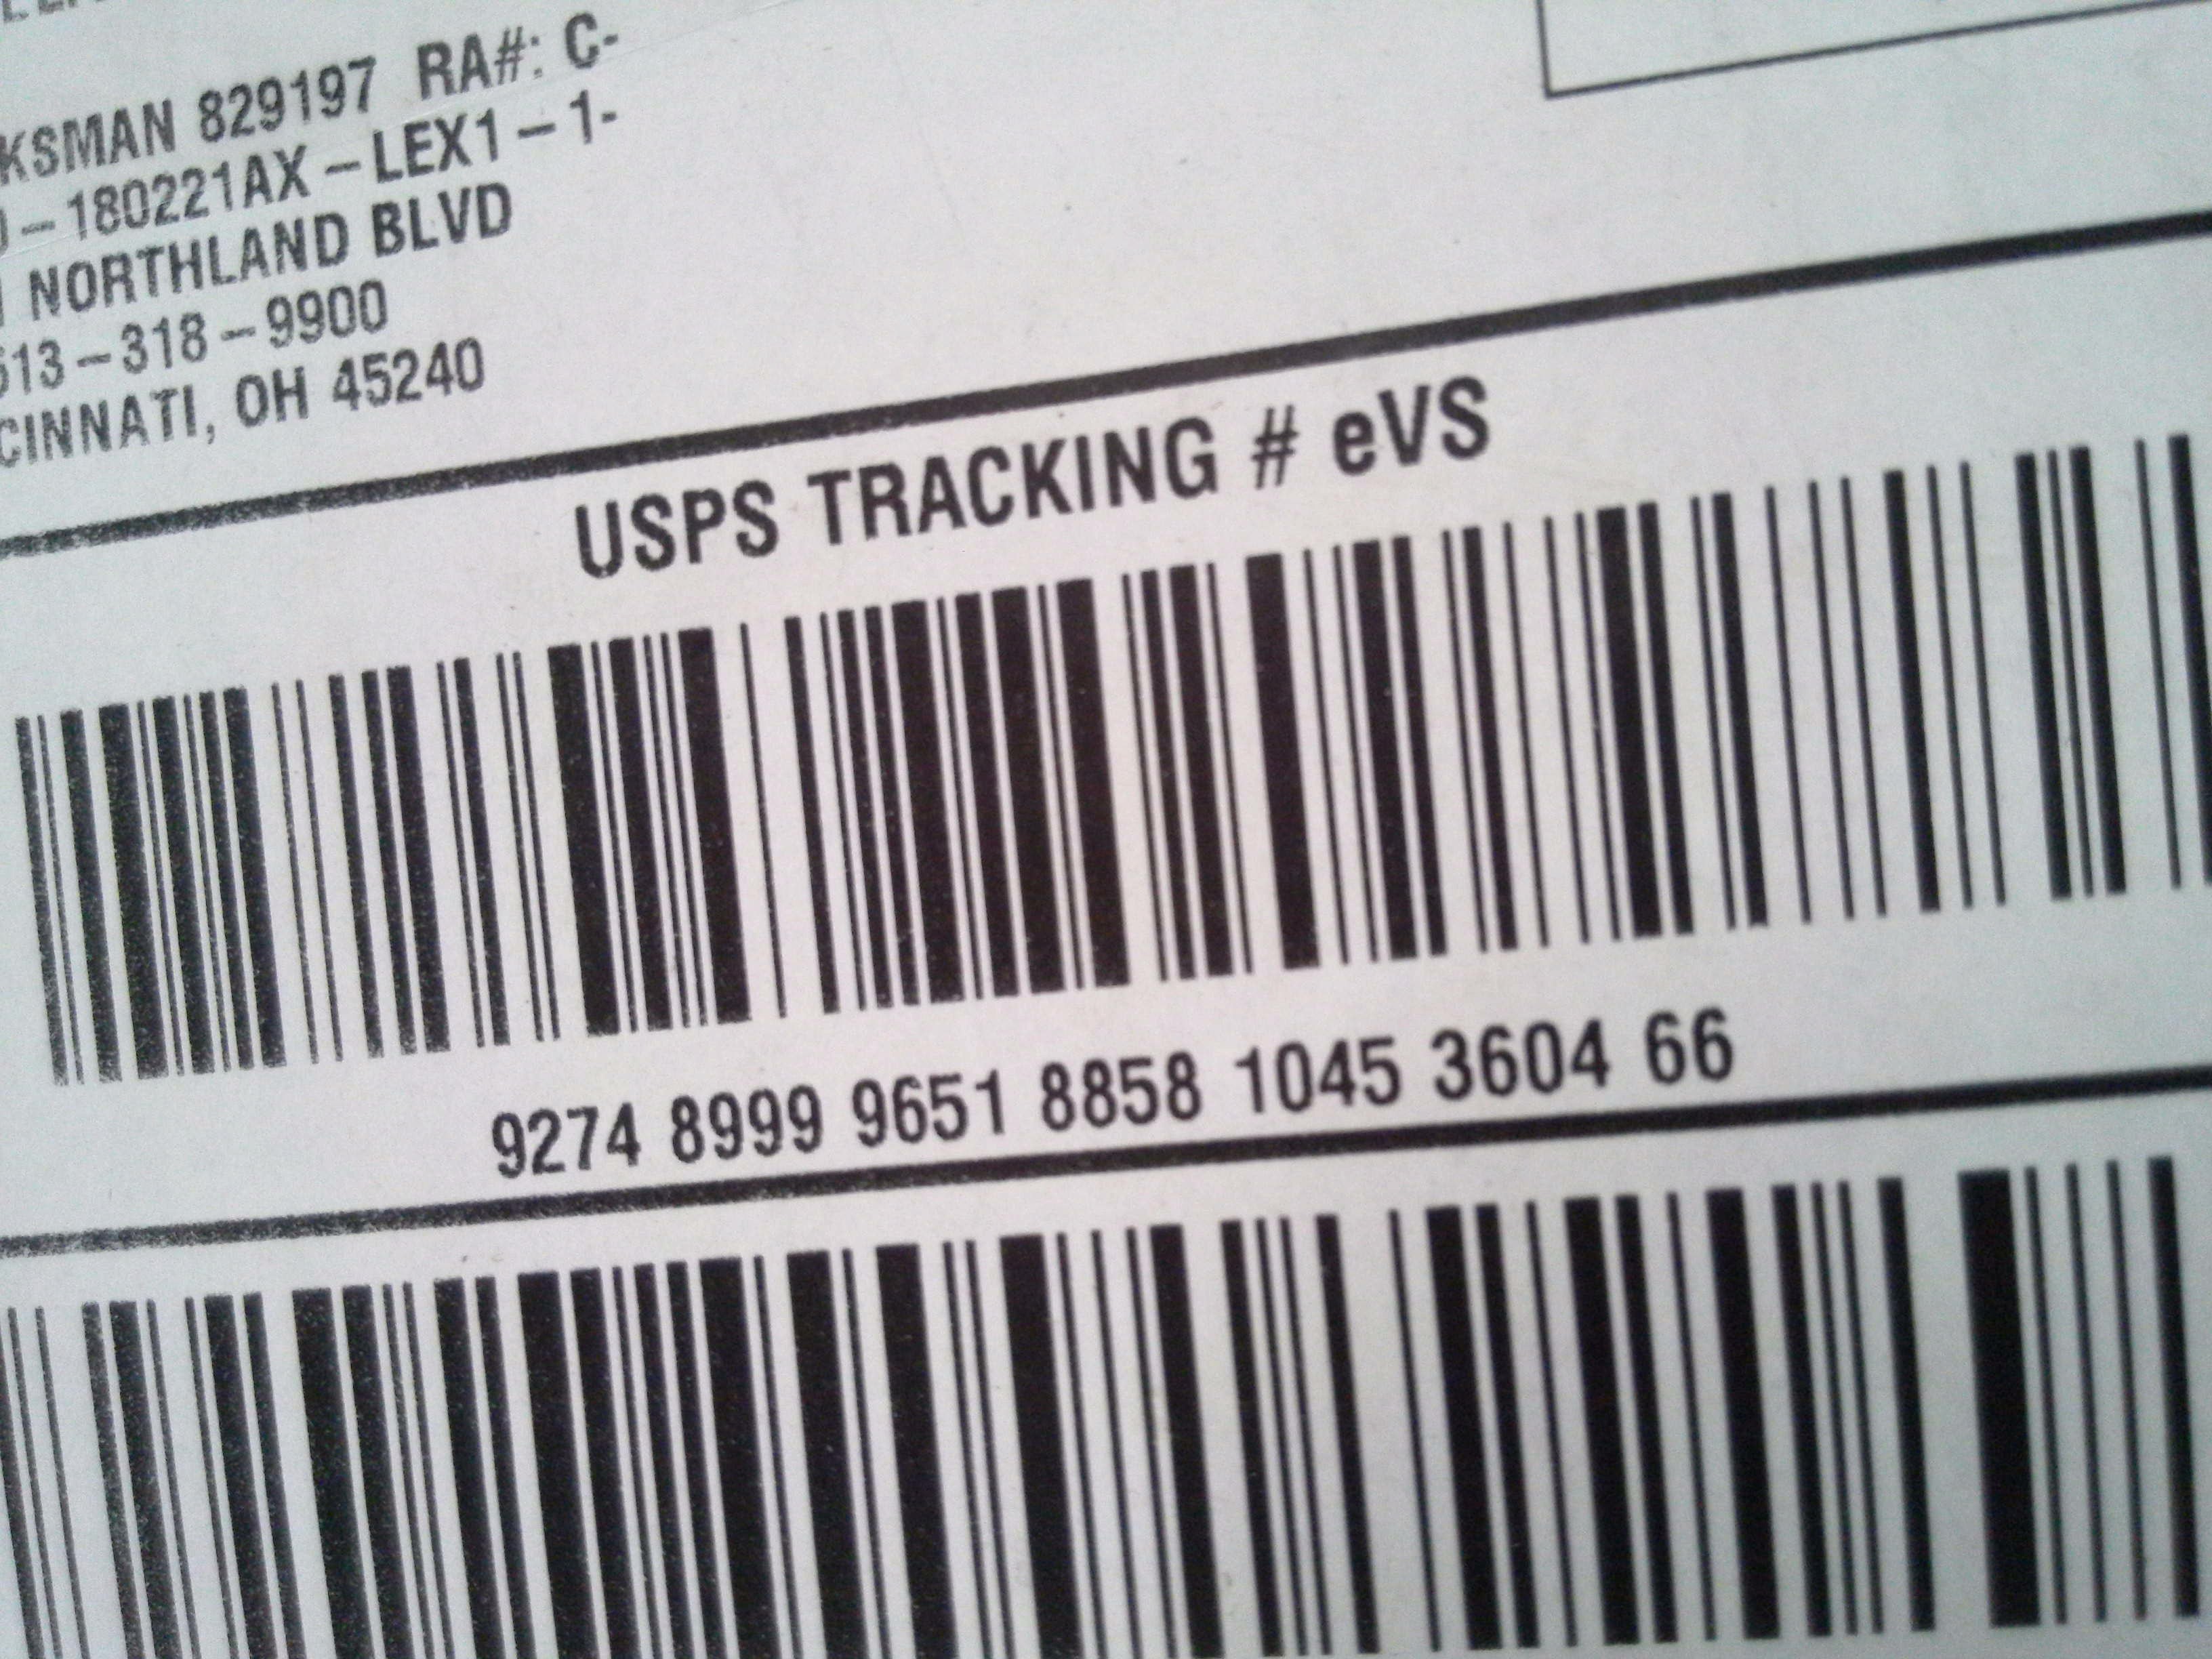 KSMAN 829197 RA#: C-
–180221AX – LEX1 – 1-
NORTHLAND BLVD
513 – 318 – 9900
CINNATI, OH 45240
USPS TRACKING # eVS
9274 8999 9651 8858 1045 3604 66